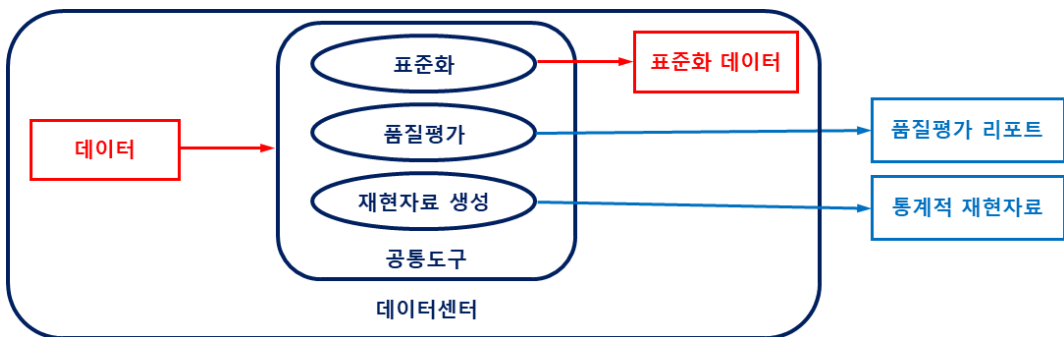 표준화
표준화 데이터
데이터
품질평가
품질평가 리포트
재현자료 생성
통계적 재현자료
공통도구
데이터센터